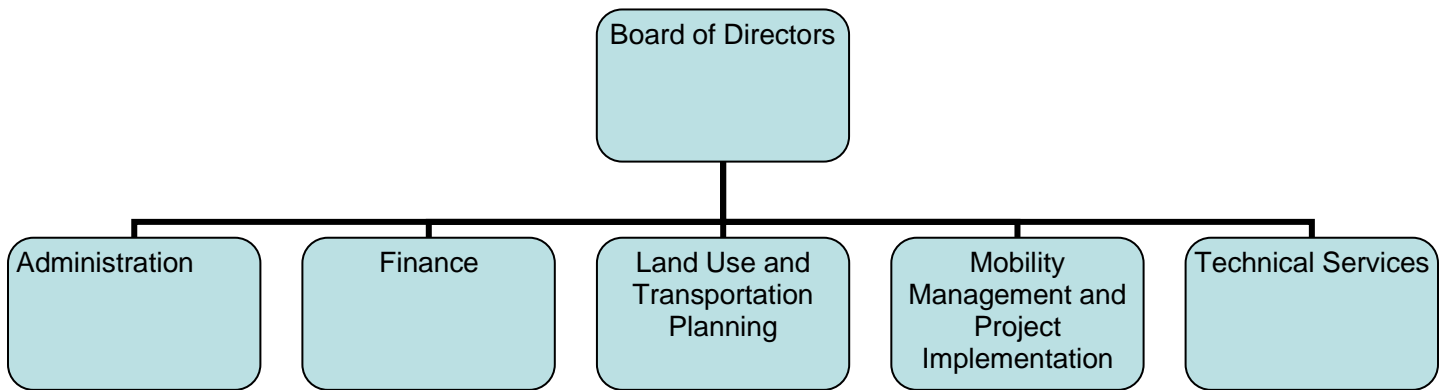 Board of Directors
Administration
Finance
Land Use and
Transportation
Planning
Mobility
Management and
Project
Implementation
Technical Services